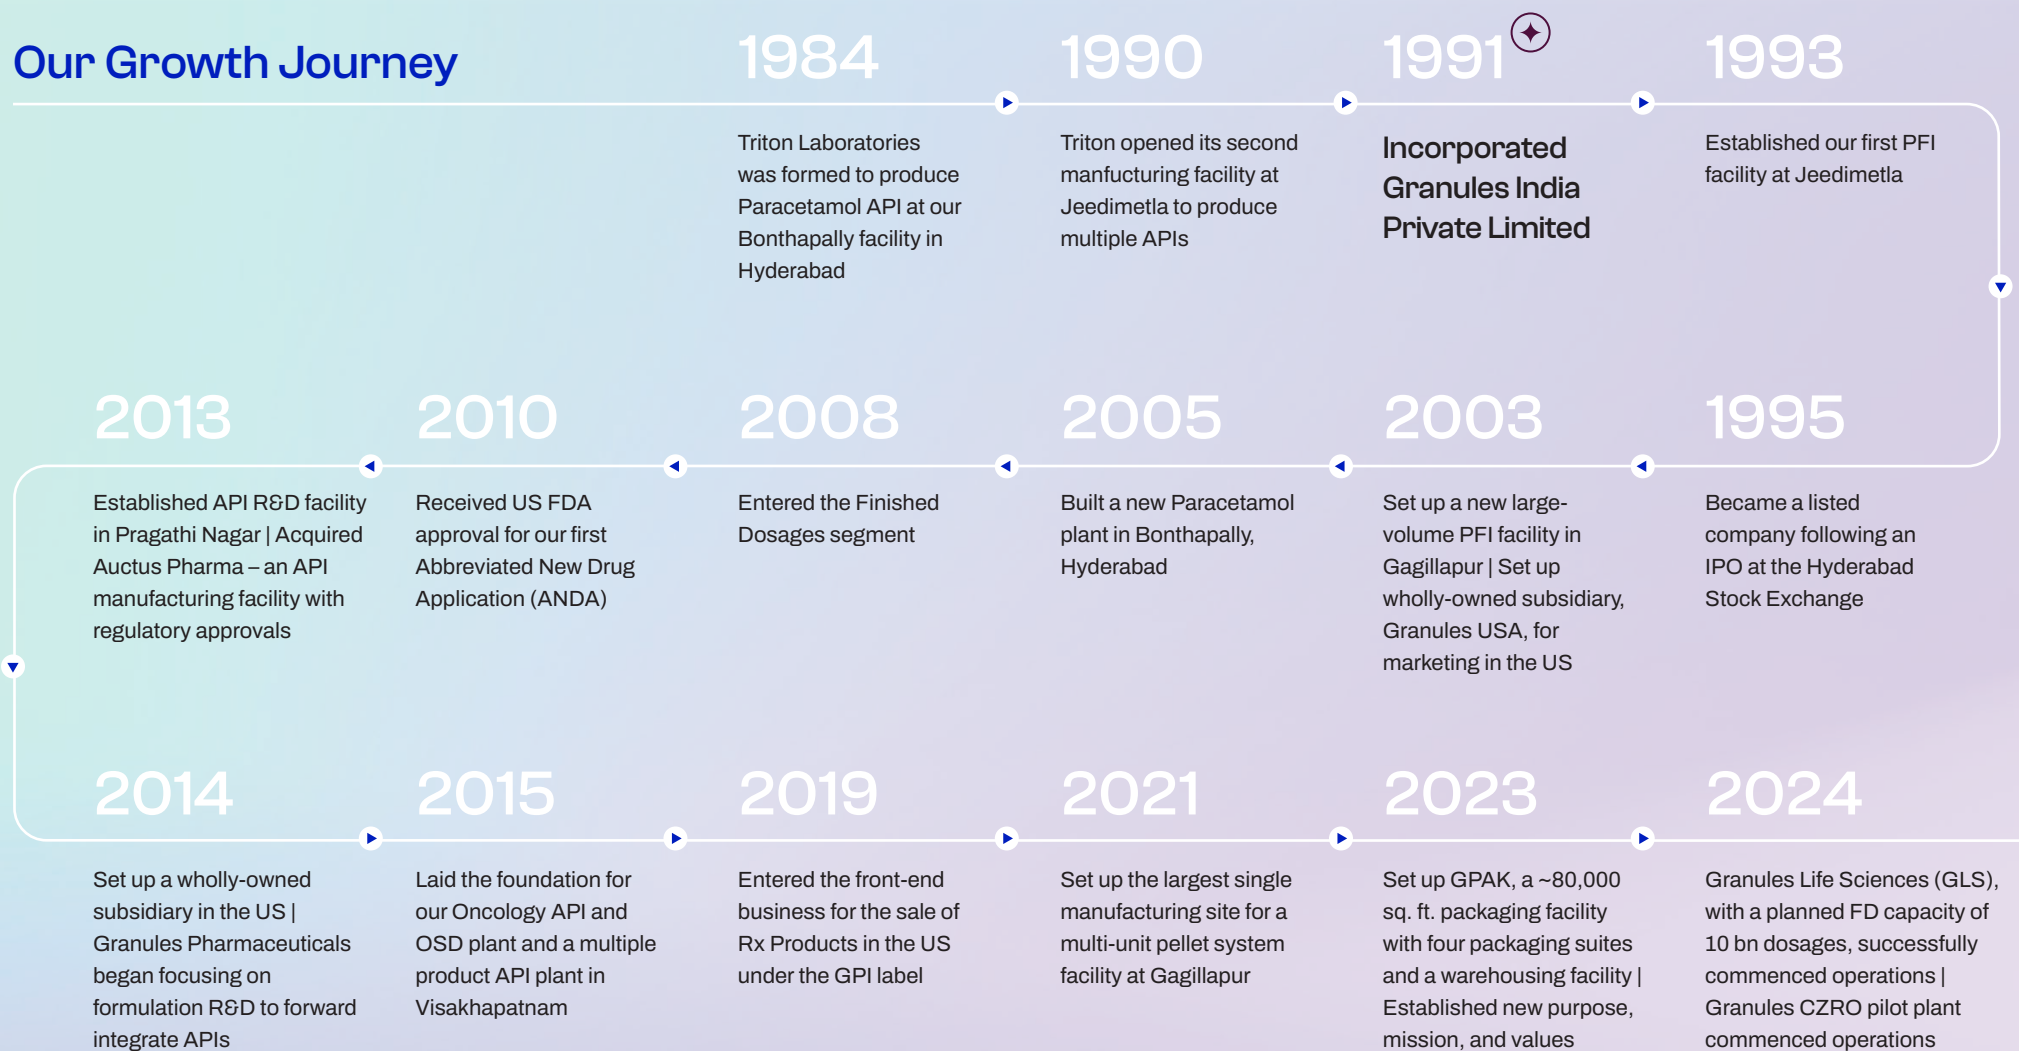 Our Growth Journey
1984
Triton Laboratories
was formed to produce
Paracetamol API at our
Bonthapally facility in
Hyderabad
1990
Triton opened its second
manfucturing facility at
Jeedimetla to produce
multiple APIs
1991
Incorporated
Granules India
Private Limited
1993
Established our first PFI
facility at Jeedimetla
1995
Became a listed
company following an
IPO at the Hyderabad
Stock Exchange
2003
Set up a new large-
volume PFI facility in
Gagillapur | Set up
wholly-owned subsidiary,
Granules USA, for
marketing in the US
2005
Built a new Paracetamol
plant in Bonthapally,
Hyderabad
2008
Entered the Finished
Dosages segment
2010
Received US FDA
approval for our first
Abbreviated New Drug
Application (ANDA)
2013
Established API R&D facility
in Pragathi Nagar | Acquired
Auctus Pharma – an API
manufacturing facility with
regulatory approvals
2014
Set up a wholly-owned
subsidiary in the US |
Granules Pharmaceuticals
began focusing on
formulation R&D to forward
integrate APIs
2015
Laid the foundation for
our Oncology API and
OSD plant and a multiple
product API plant in
Visakhapatnam
2019
Entered the front-end
business for the sale of
Rx Products in the US
under the GPI label
2021
Set up the largest single
manufacturing site for a
multi-unit pellet system
facility at Gagillapur
2023
Set up GPAK, a ~80,000
sq. ft. packaging facility
with four packaging suites
and a warehousing facility |
Established new purpose,
mission, and values
2024
Granules Life Sciences (GLS),
with a planned FD capacity of
10 bn dosages, successfully
commenced operations |
Granules CZRO pilot plant
commenced operations